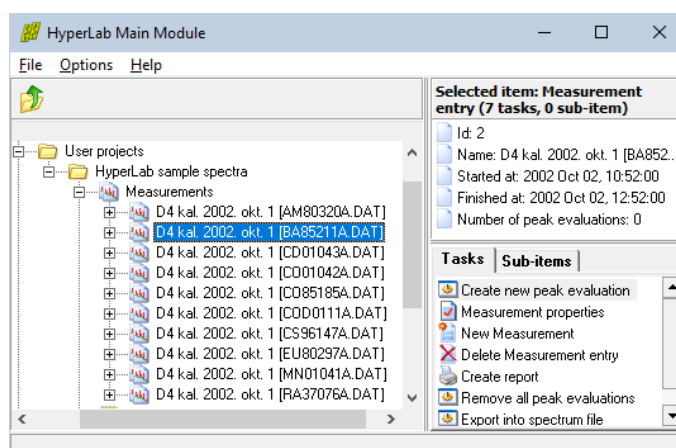 HyperLab Main Module
File Options Help
User projects
HyperLab sample spectra
Measurements
D4 kal. 2002. okt. 1 [AM80320A.DAT]
D4 kal. 2002. okt. 1 [BA85211A.DAT]
D4 kal. 2002. okt. 1 [CD01043A.DAT]
D4 kal. 2002. okt. 1 [CO01042A.DAT]
D4 kal. 2002. okt. 1 [CO85185A.DAT]
D4 kal. 2002. okt. 1 [COD0111A.DAT]
D4 kal. 2002. okt. 1 [CS96147A.DAT]
D4 kal. 2002. okt. 1 [EU80297A.DAT]
D4 kal. 2002. okt. 1 [MN01041A.DAT]
D4 kal. 2002. okt. 1 [RA37076A.DAT]
Selected item: Measurement
entry (7 tasks, 0 sub-item)
Id: 2
Name: D4 kal. 2002. okt. 1 [BA852...
Started at: 2002 Oct 02, 10:52:00
Finished at: 2002 Oct 02, 12:52:00
Number of peak evaluations: 0
Tasks Sub-items
Create new peak evaluation
Measurement properties
New Measurement
Delete Measurement entry
Create report
Remove all peak evaluations
Export into spectrum file